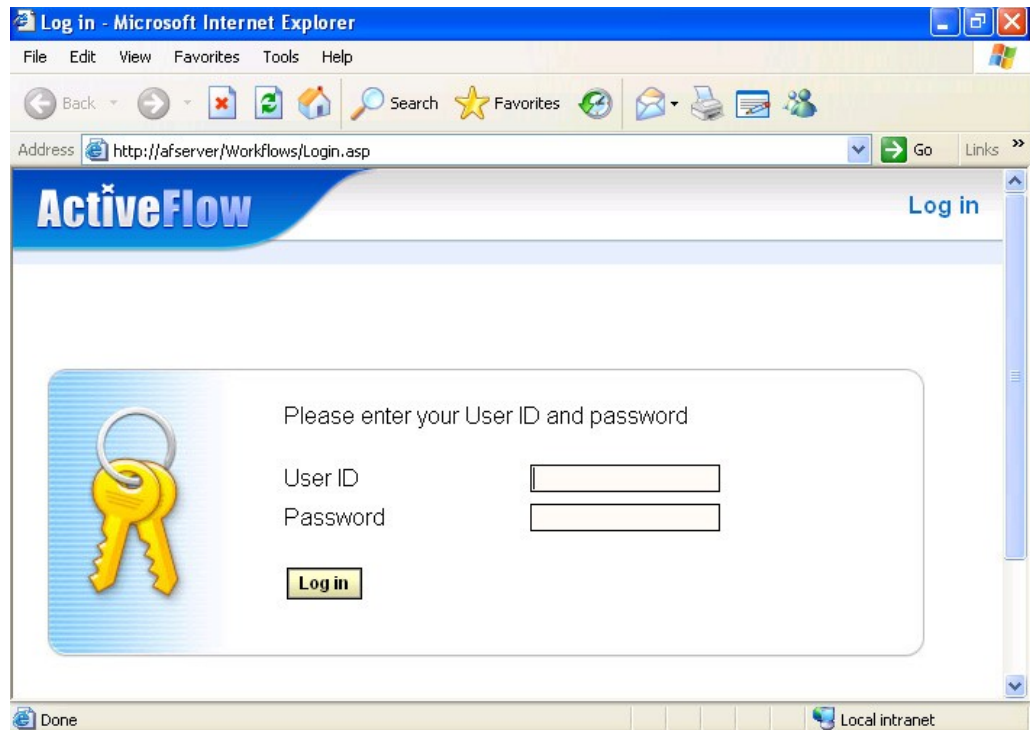 Log in - Microsoft Internet Explorer
File Edit View Favorites Tools Help
Back Search Favorites
Address http://afserver/Workflows/Login.asp Go Links »
ActiveFlow Log in
Please enter your User ID and password
User ID
Password
Log in
Done Local intranet